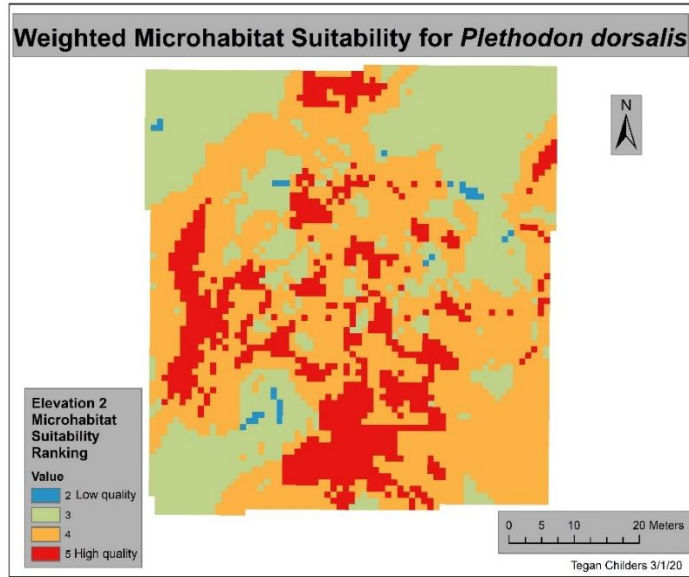 Weighted Microhabitat Suitability for Plethodon dorsalis
N
Elevation 2
Microhabitat
Suitability
Ranking
Value
2 Low quality
3
4
5 High quality
0 5 10 20 Meters
Tegan Childers 3/1/20